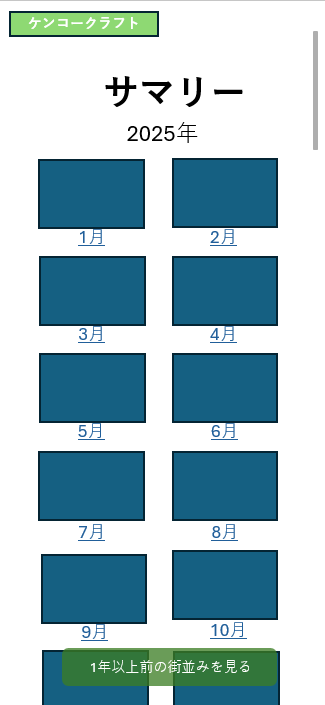 ケンコークラフト
サマリー
2025年
1月
2月
3月
4月
5月
6月
7月
8月
9月
10月
1年以上前の街並みを見る